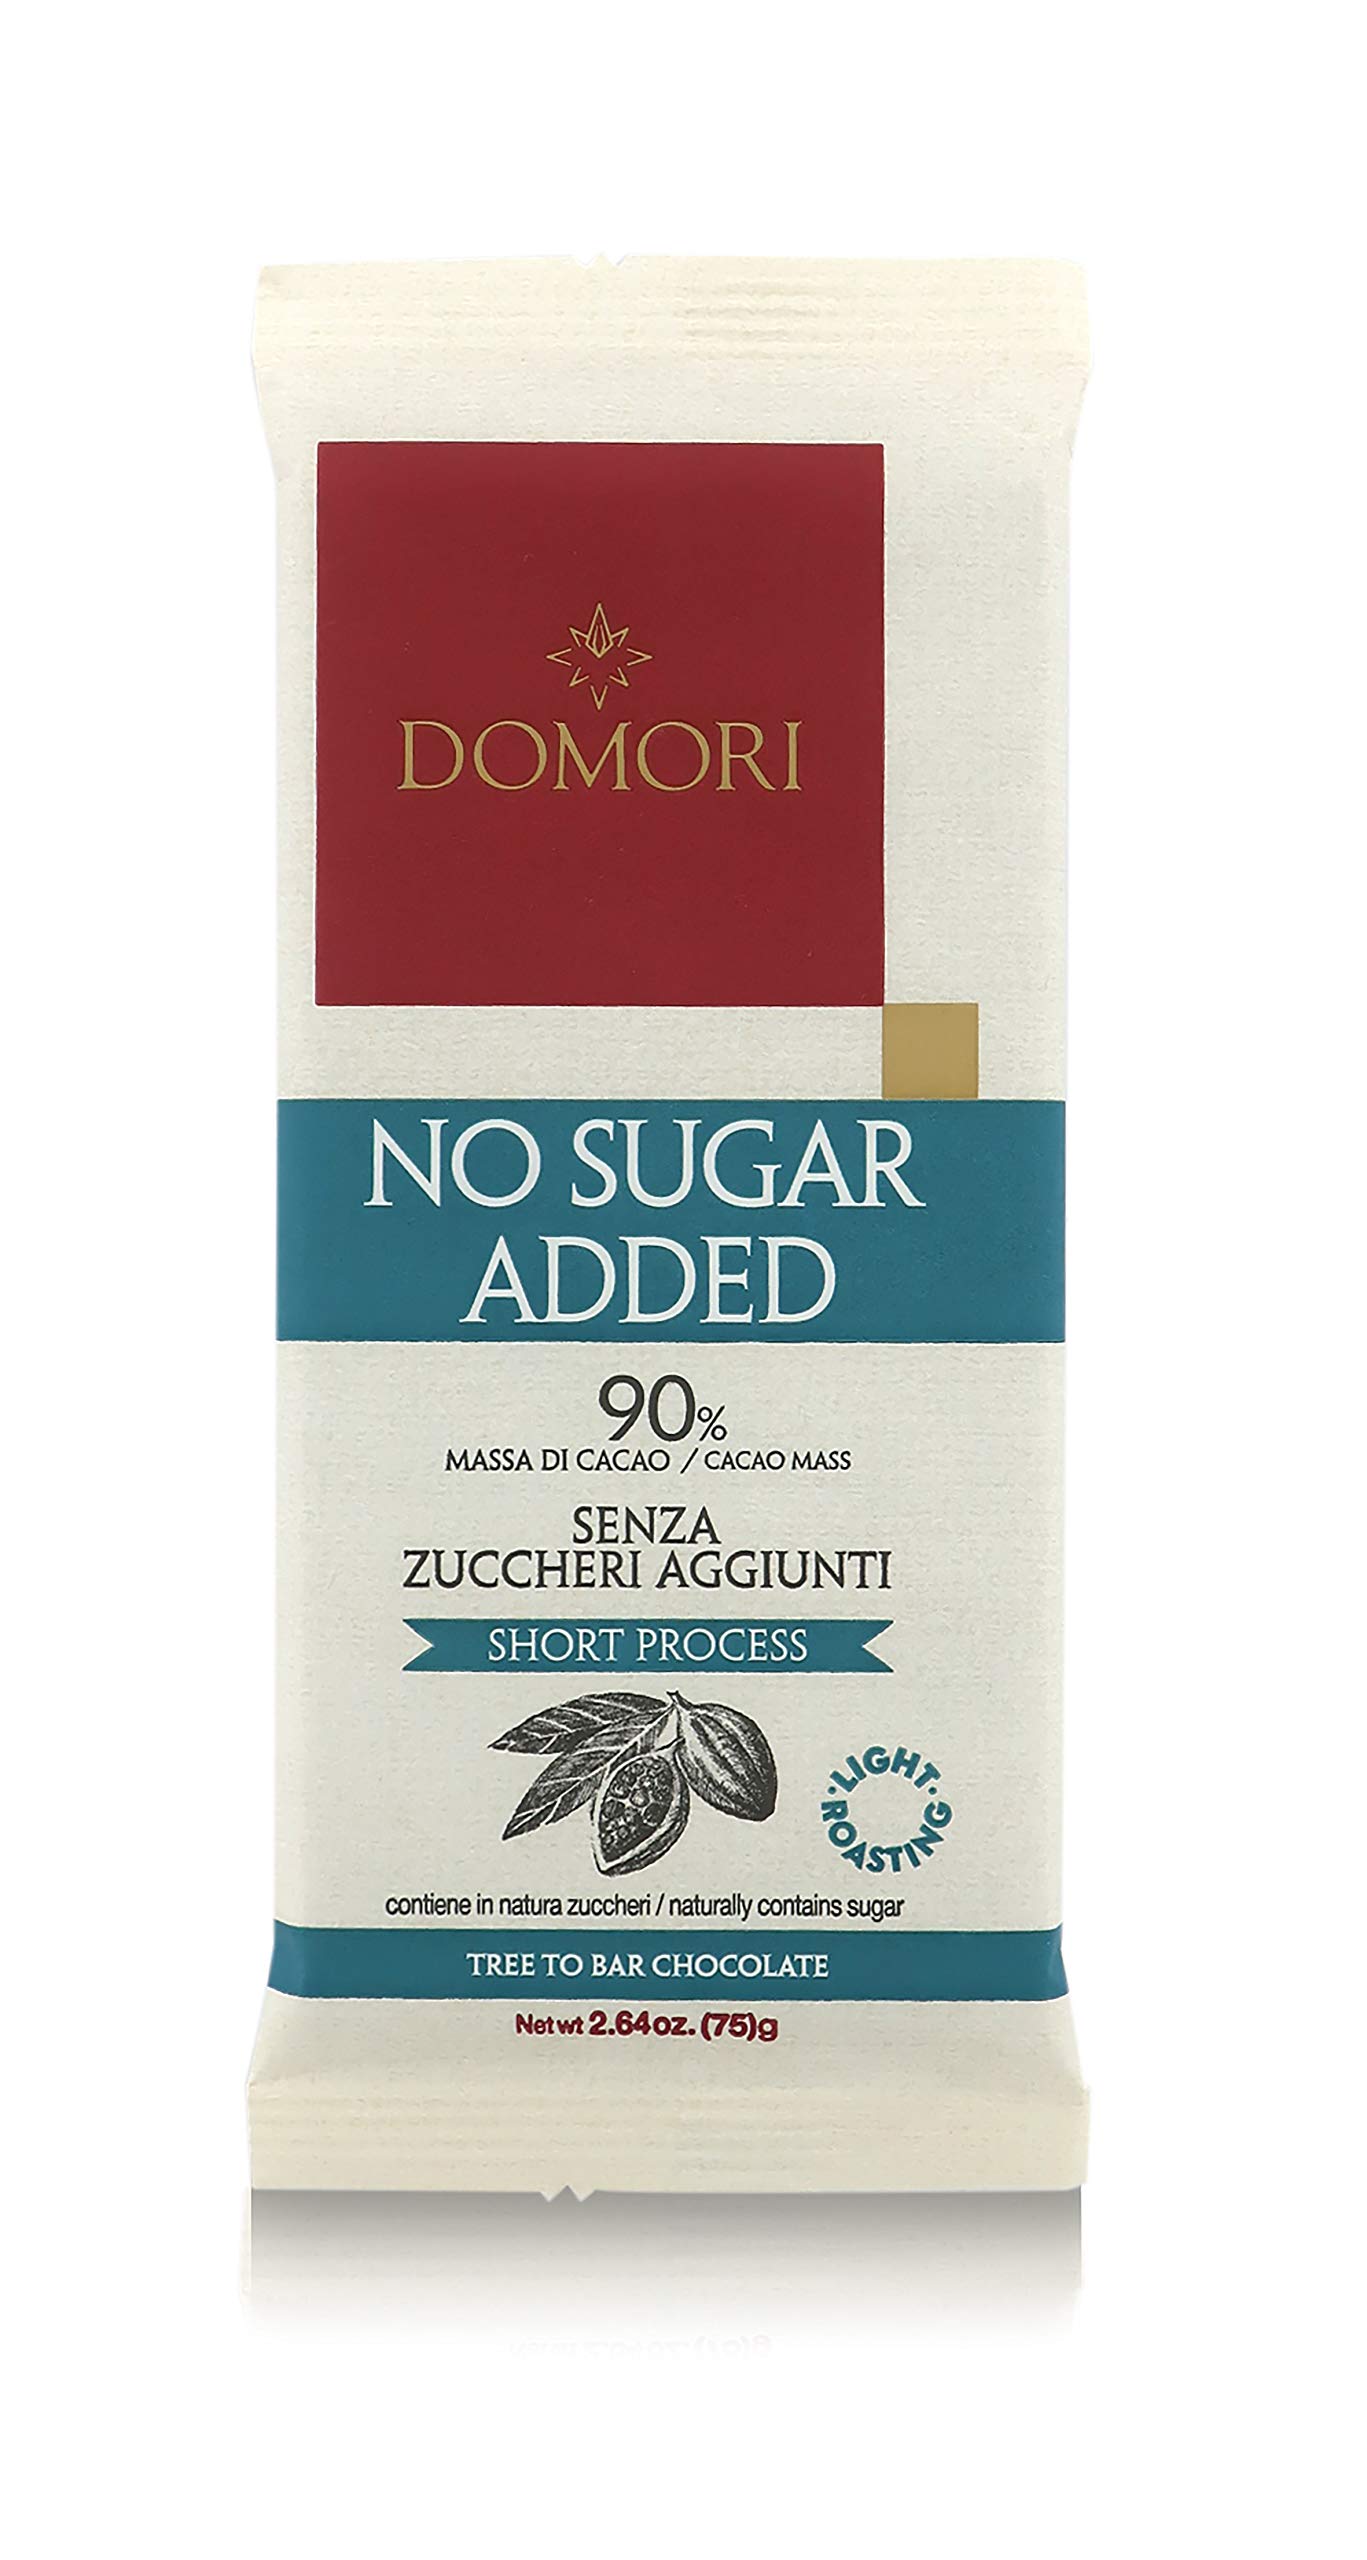 DOMORI
NO SUGAR
ADDED
90%
MASSA DI CACAO / CACAO MASS
SENZA
ZUCCHERI AGGIUNTI
SHORT PROCESS
·LIGHT·
ROASTING
contiene in natura zuccheri / naturally contains sugar
TREE TO BAR CHOCOLATE
Net wt 2.64oz. (75)g